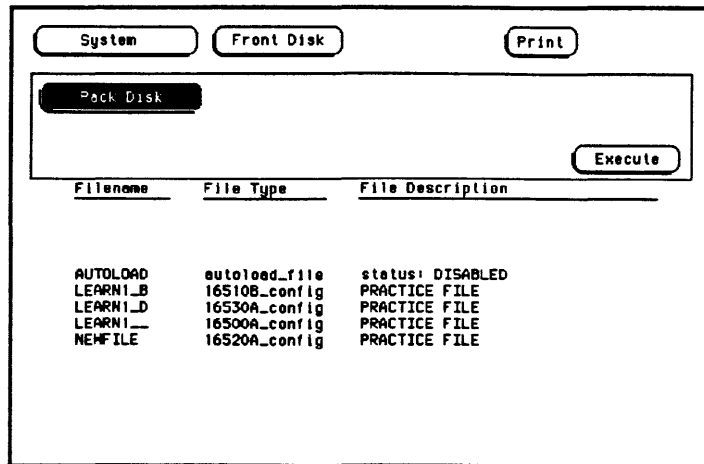 System Front Disk Print
Pack Disk
Execute
Filename File Type File Description
AUTOLOAD autoload_file status: DISABLED
LEARN1_B 16510B_config PRACTICE FILE
LEARN1_D 16530A_config PRACTICE FILE
LEARN1__ 16500A_config PRACTICE FILE
NEWFILE 16520A_config PRACTICE FILE